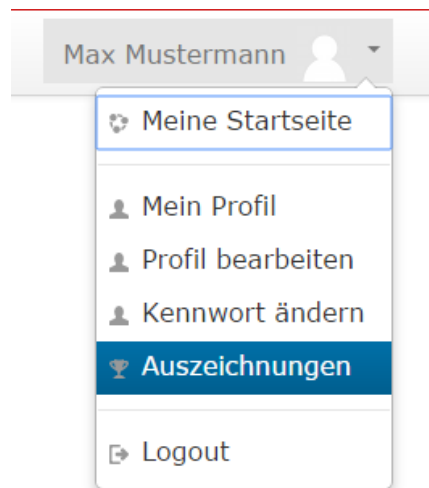 Max Mustermann
Meine Startseite
Mein Profil
Profil bearbeiten
Kennwort ändern
Auszeichnungen
Logout